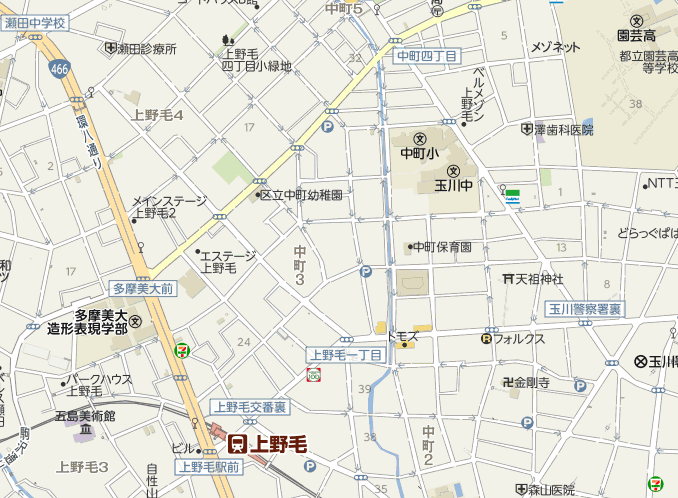 瀬田中学校
中町5
園芸高
都立園芸高
等学校
メゾネット
瀬田診療所
上野毛
四丁目小緑地
32
5
中町四丁目
466
環八通り
ベルメゾン
上野毛
38
上野毛4
17
中町小
澤歯科医院
玉川中
1
NTT
メインステージ
上野毛2
区立中町幼稚園
どらっぐぱぱ
エステージ
上野毛
中町3
中町保育園
13
17
多摩美大前
天祖神社
8
多摩美大
造形表現学部
玉川警察署裏
トモズ
フォルクス
24
上野毛一丁目
玉川
パークハウス
上野毛
39
金剛寺
五島美術館
上野毛交番裏
38
中町2
ビル
上野毛
上野毛駅前
35
上野毛3
自性山
森山医院